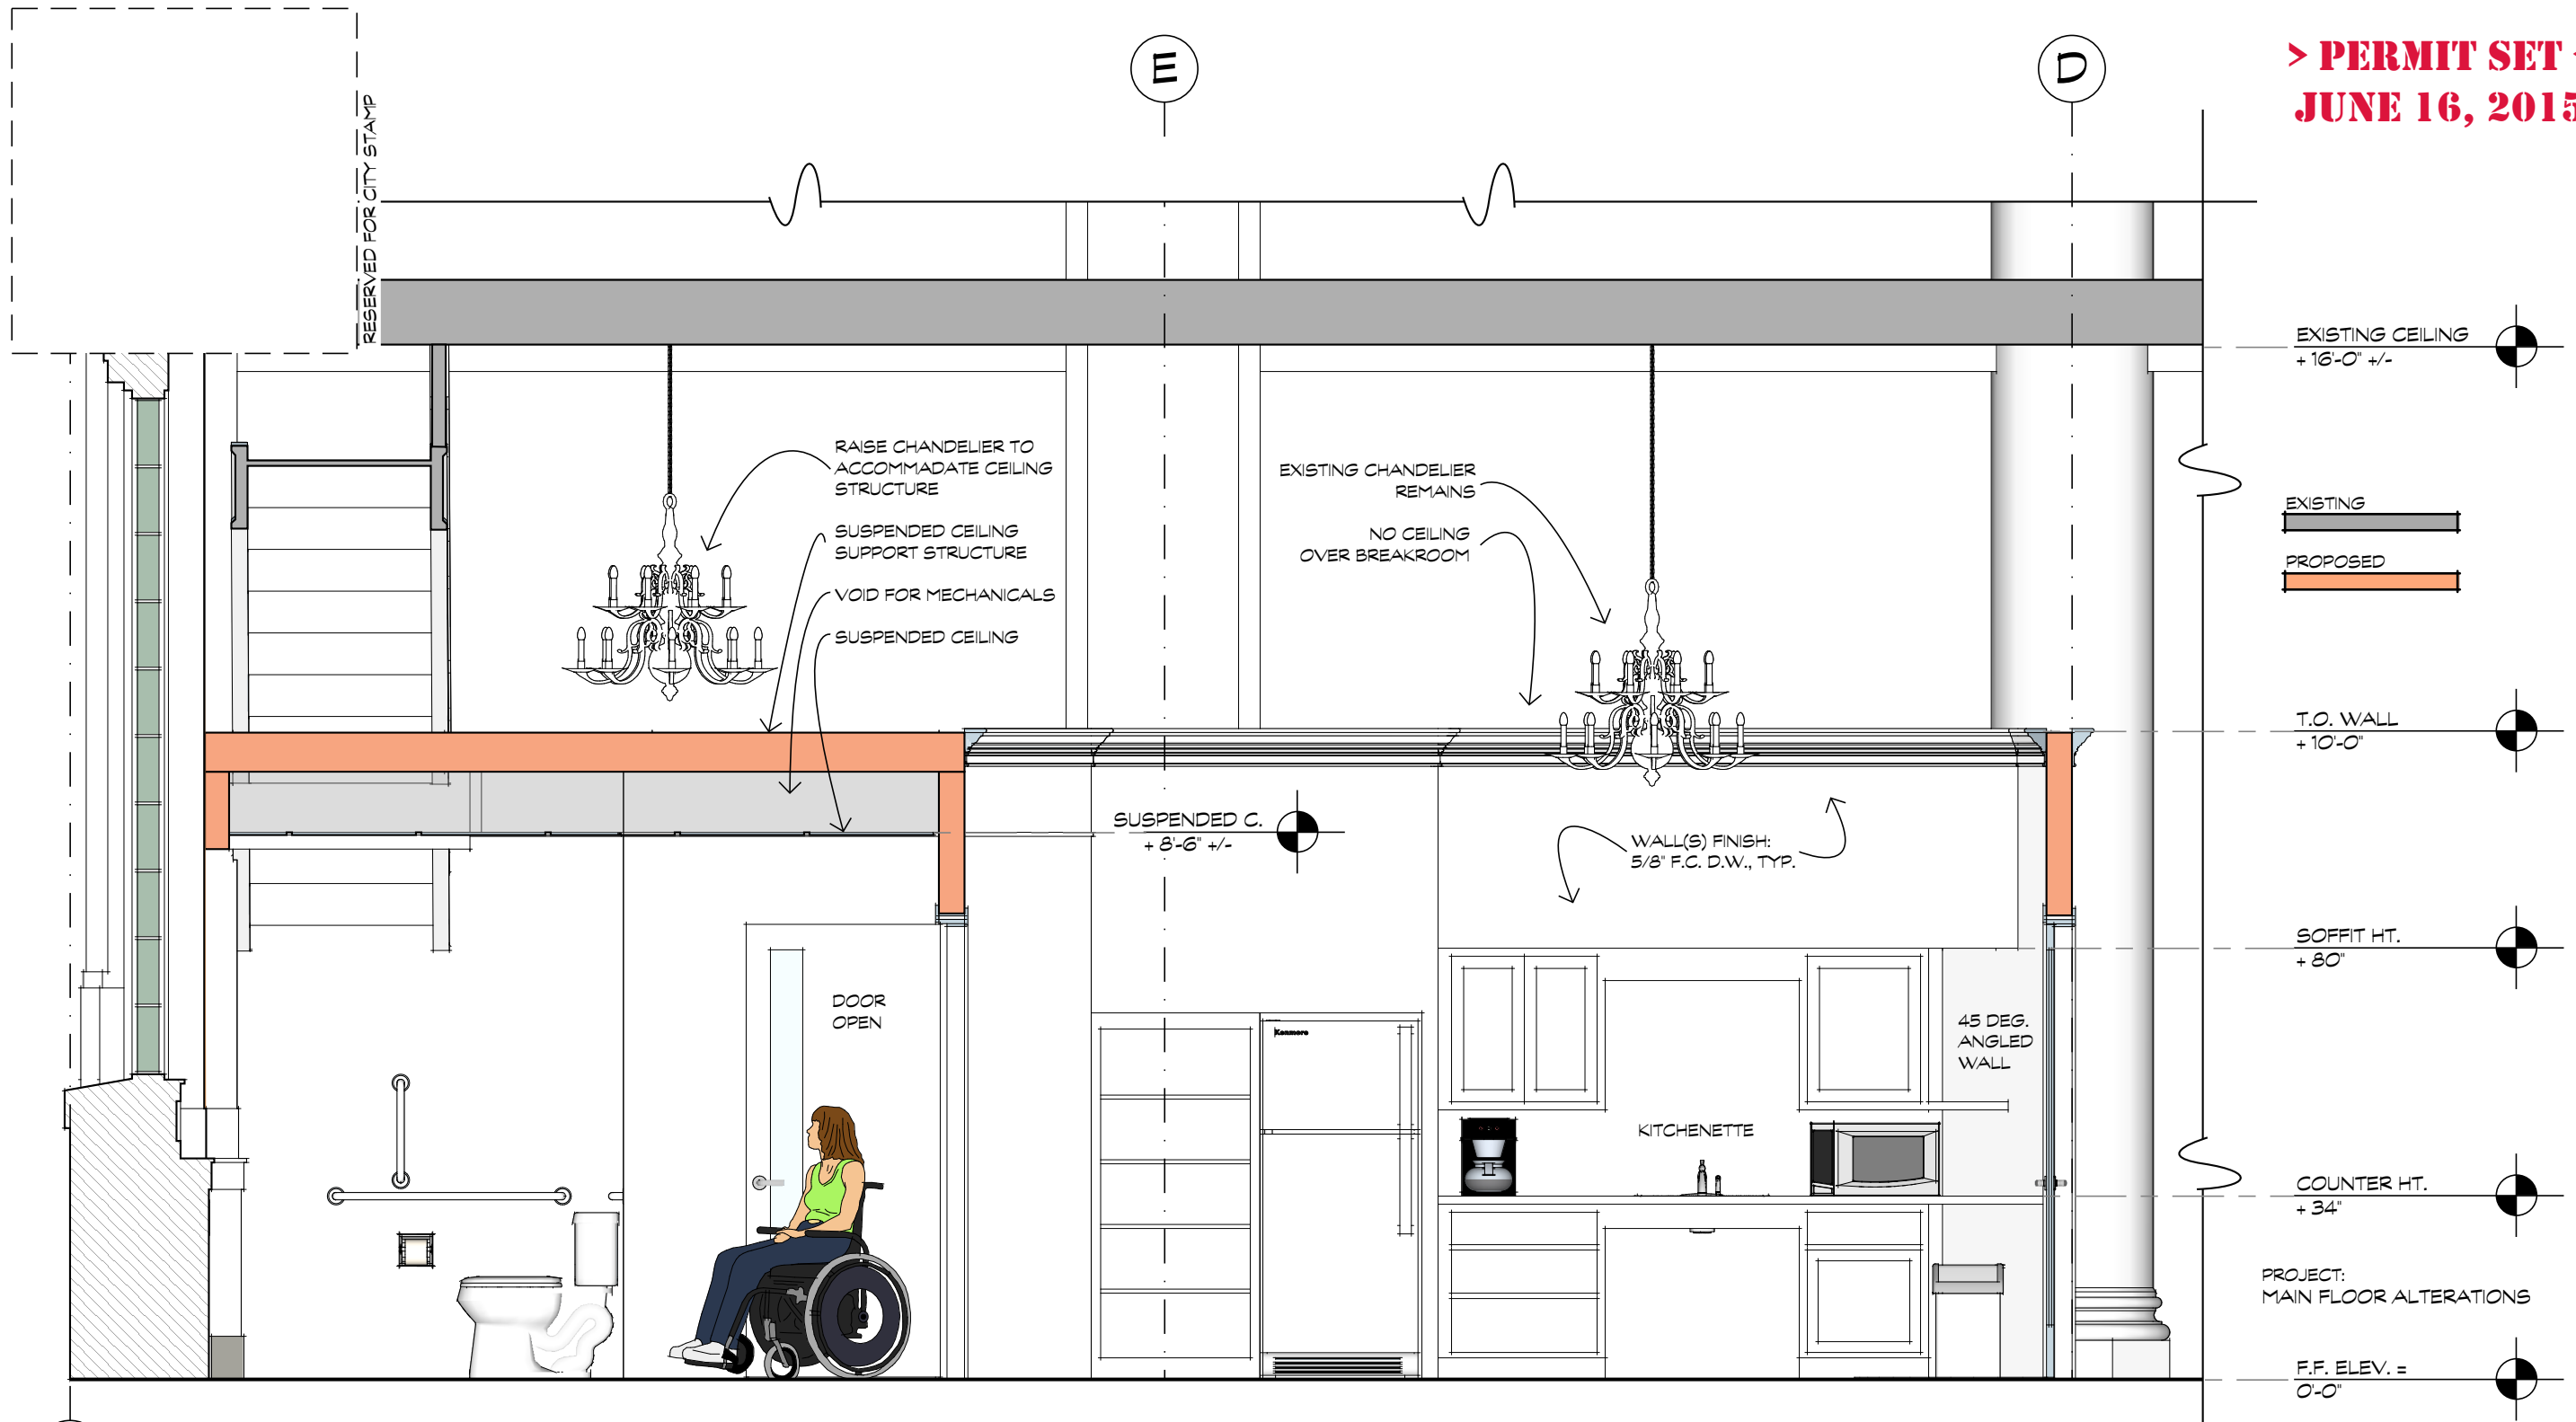 > PERMIT SET
JUNE 16, 2015
E
D
RESERVED FOR CITY STAMP
EXISTING CEILING
+ 16'-0" +/-
RAISE CHANDELIER TO
ACCOMMADATE CEILING
STRUCTURE
SUSPENDED CEILING
SUPPORT STRUCTURE
VOID FOR MECHANICALS
SUSPENDED CEILING
EXISTING CHANDELIER
REMAINS
NO CEILING
OVER BREAKROOM
EXISTING
PROPOSED
T.O. WALL
+ 10'-0"
SUSPENDED C.
+ 8'-6" +/-
WALL(S) FINISH:
5/8" F.C. D.W., TYP.
SOFFIT HT.
+ 80"
DOOR
OPEN
Kenmore
45 DEG.
ANGLED
WALL
KITCHENETTE
COUNTER HT.
+ 34"
PROJECT:
MAIN FLOOR ALTERATIONS
F.F. ELEV. =
0'-0"